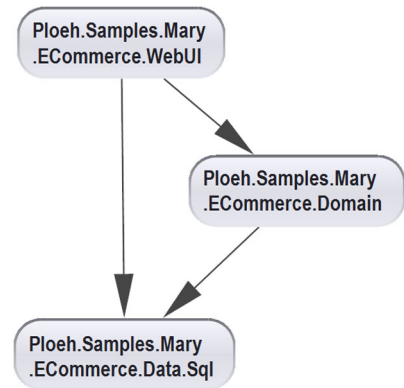 Ploeh.Samples.Mary
.ECommerce.WebUI
Ploeh.Samples.Mary
.ECommerce.Domain
Ploeh.Samples.Mary
.ECommerce.Data.Sql